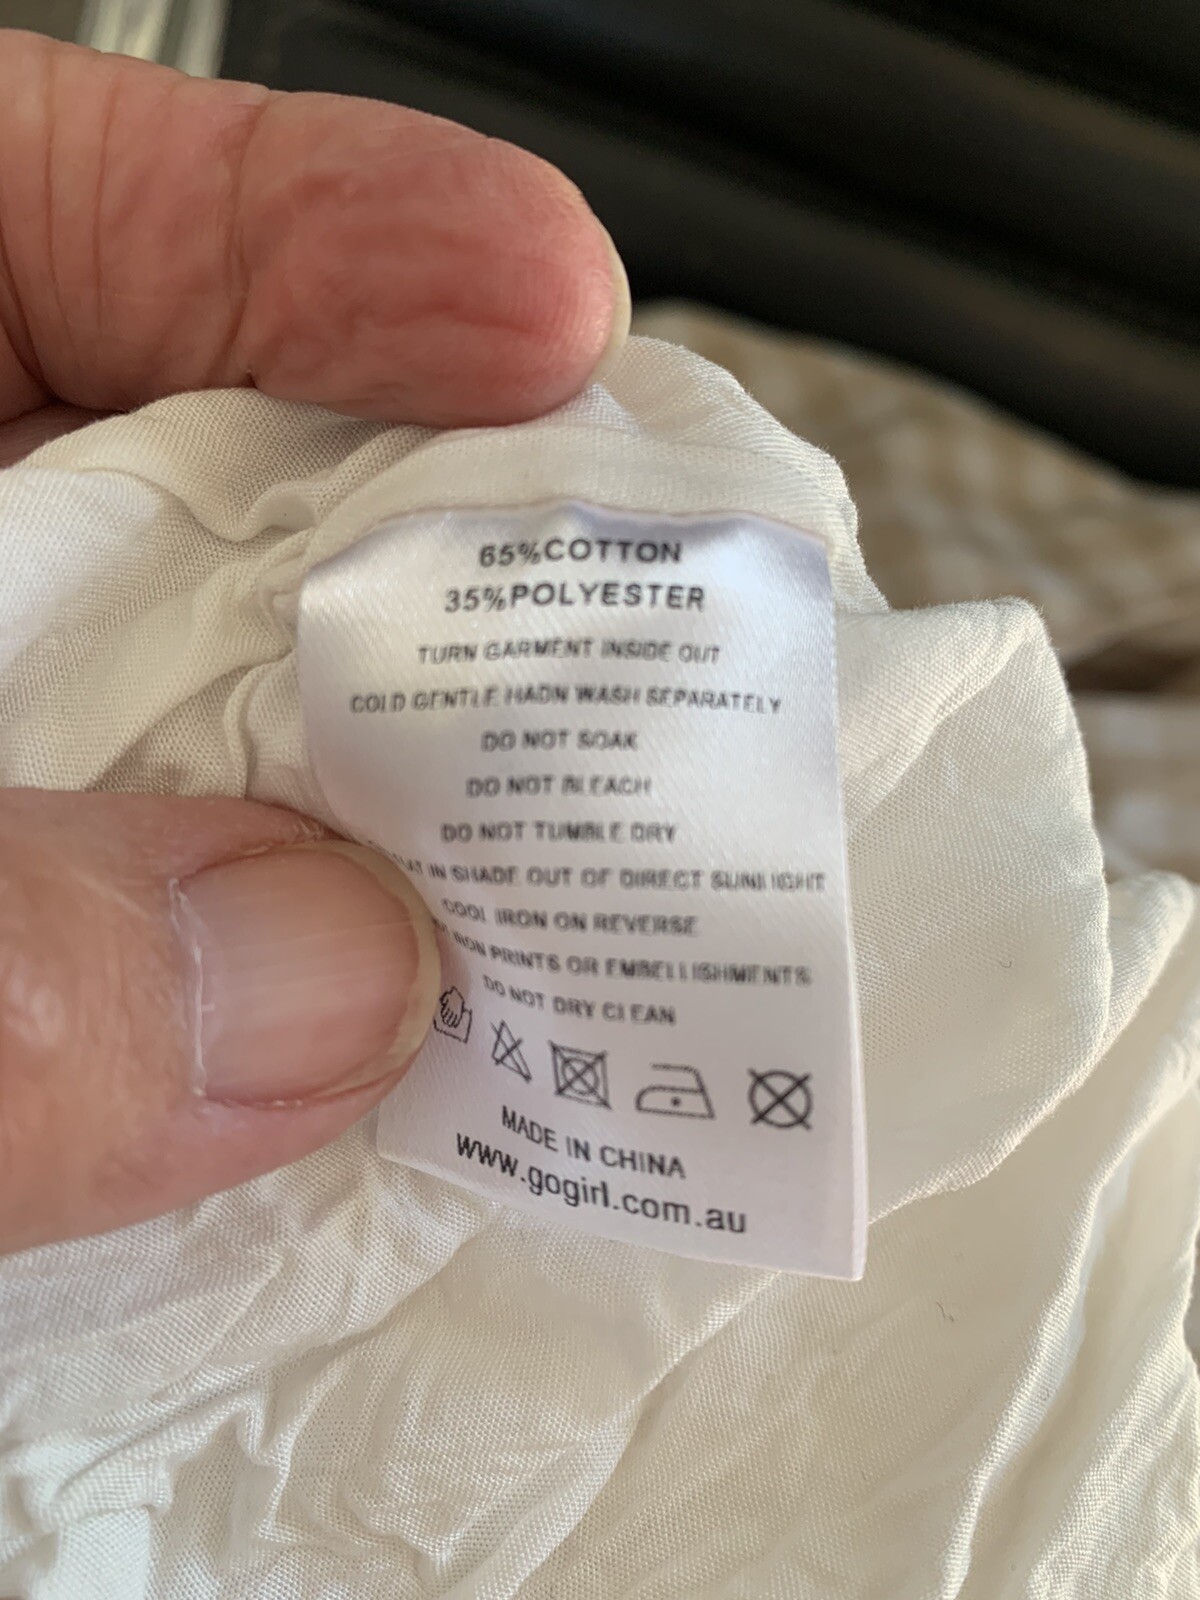 65%COTTON
35%POLYESTER
TURN GARMENT INSIDE OUT
COLD GENTLE HADN WASH SEPARATELY
DO NOT SOAK
DO NOT BLEACH
DO NOT TUMBLE DRY
IN SHADE OUT OF DIRECT SUNLIGHT
COOL IRON ON REVERSE
IRON PRINTS OR EMBELLISHMENTS
DO NOT DRY CLEAN
MADE IN CHINA
www.gogirl.com.au